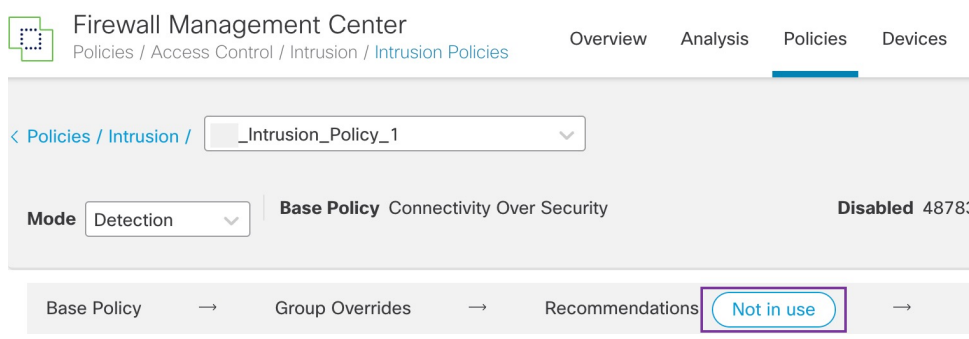 Firewall Management Center
Policies / Access Control / Intrusion / Intrusion Policies
Overview Analysis Policies Devices
< Policies / Intrusion / _Intrusion_Policy_1
Mode Detection Base Policy Connectivity Over Security Disabled 48783
Base Policy → Group Overrides → Recommendations Not in use →